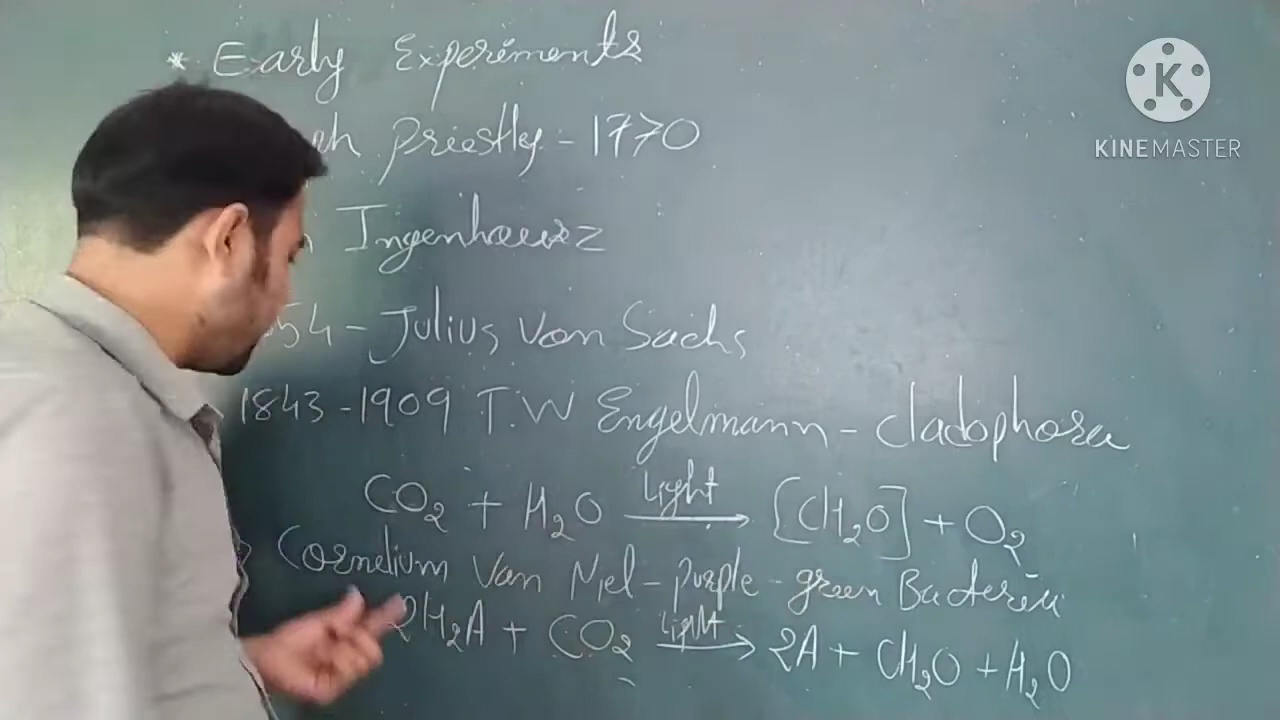 * Early Experiments
Priestly - 1770
Ingenhousz
54 - Julius Von Sachs
1843 - 1909 T.W Engelmann - Cladophora
CO₂ + H₂O Light → [CH₂O] + O₂
Cornelium Van Niel - purple - green Bacteria
2H₂A + CO₂ Light → 2A + CH₂O + H₂O
K
KINEMASTER